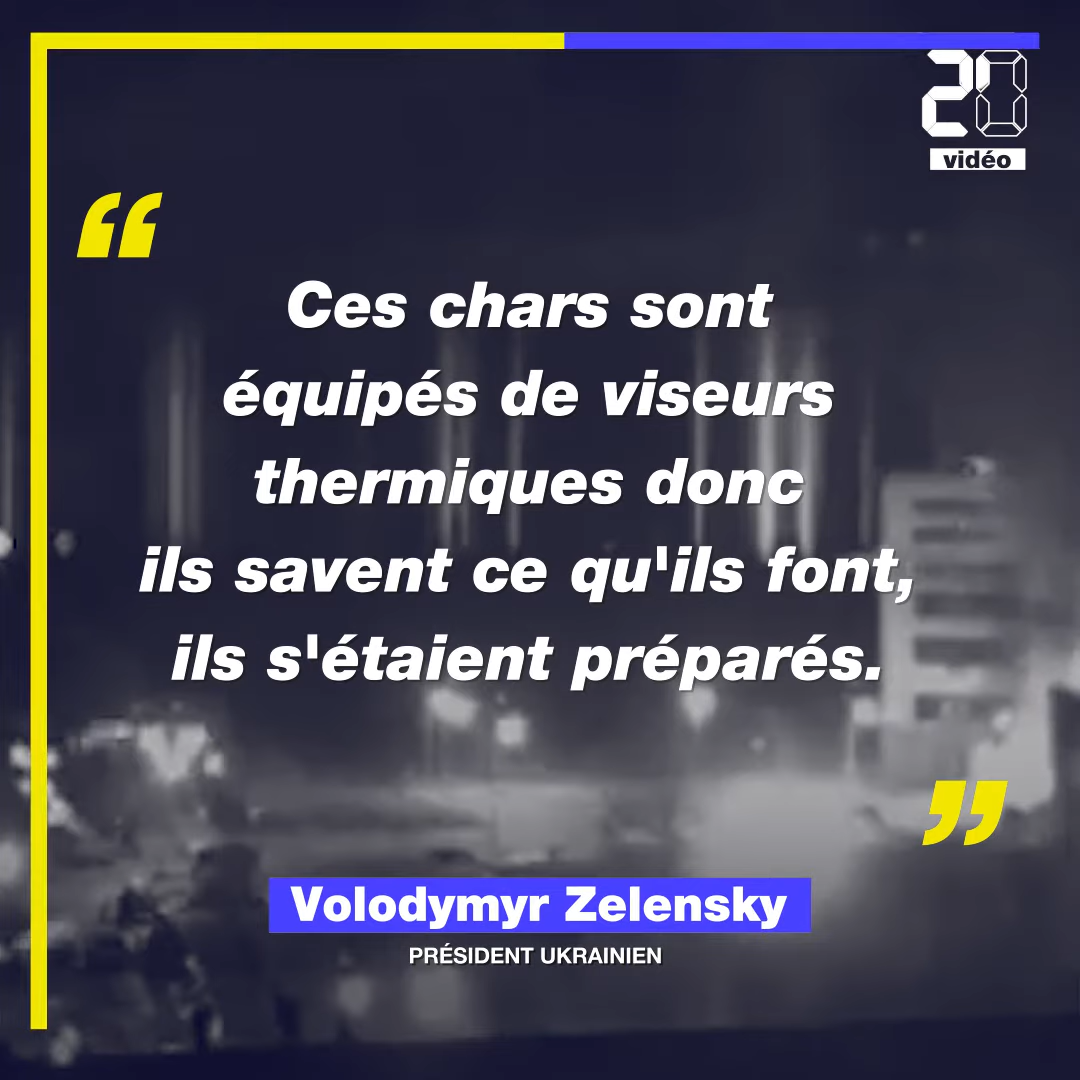 20
vidéo
“
Ces chars sont
équipés de viseurs
thermiques donc
ils savent ce qu'ils font,
ils s'étaient préparés.
”
Volodymyr Zelensky
PRÉSIDENT UKRAINIEN